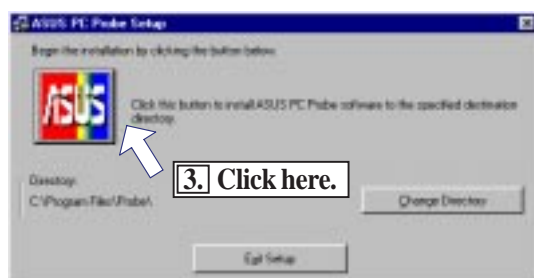 ASUS PC Probe Setup
Begin the installation by clicking the button below.
ASUS
Click this button to install ASUS PC Probe software to the specified destination
directory.
3. Click here.
Directory:
C:\Program Files\Probe\
Change Directory
Exit Setup